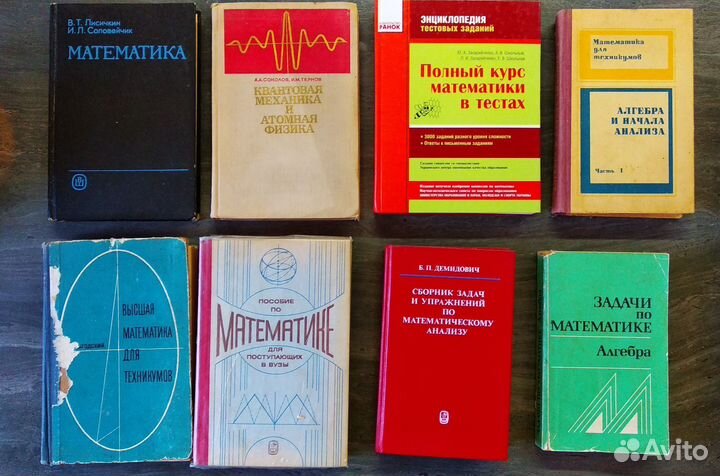 В. Т. Лисичкин
И. Л. Соловейчик
МАТЕМАТИКА
А.А.СОКОЛОВ, И.М.ТЕРНОВ
КВАНТОВАЯ
МЕХАНИКА
И
АТОМНАЯ
ФИЗИКА
РАНОК
ЭНЦИКЛОПЕДИЯ
тестовых заданий
Полный курс
математики
в тестах
• 3000 заданий разного уровня сложности
• Ответы к письменным заданиям
Математика
для
техникумов
АЛГЕБРА
И НАЧАЛА
АНАЛИЗА
Часть 1
ВЫСШАЯ
МАТЕМАТИКА
ДЛЯ
ТЕХНИКУМОВ
ПОСОБИЕ
ПО
МАТЕМАТИКЕ
ДЛЯ
ПОСТУПАЮЩИХ
В ВУЗЫ
Б. П. ДЕМИДОВИЧ
СБОРНИК ЗАДАЧ
И УПРАЖНЕНИЙ
ПО
МАТЕМАТИЧЕСКОМУ
АНАЛИЗУ
ЗАДАЧИ
ПО
МАТЕМАТИКЕ
Алгебра
Avito